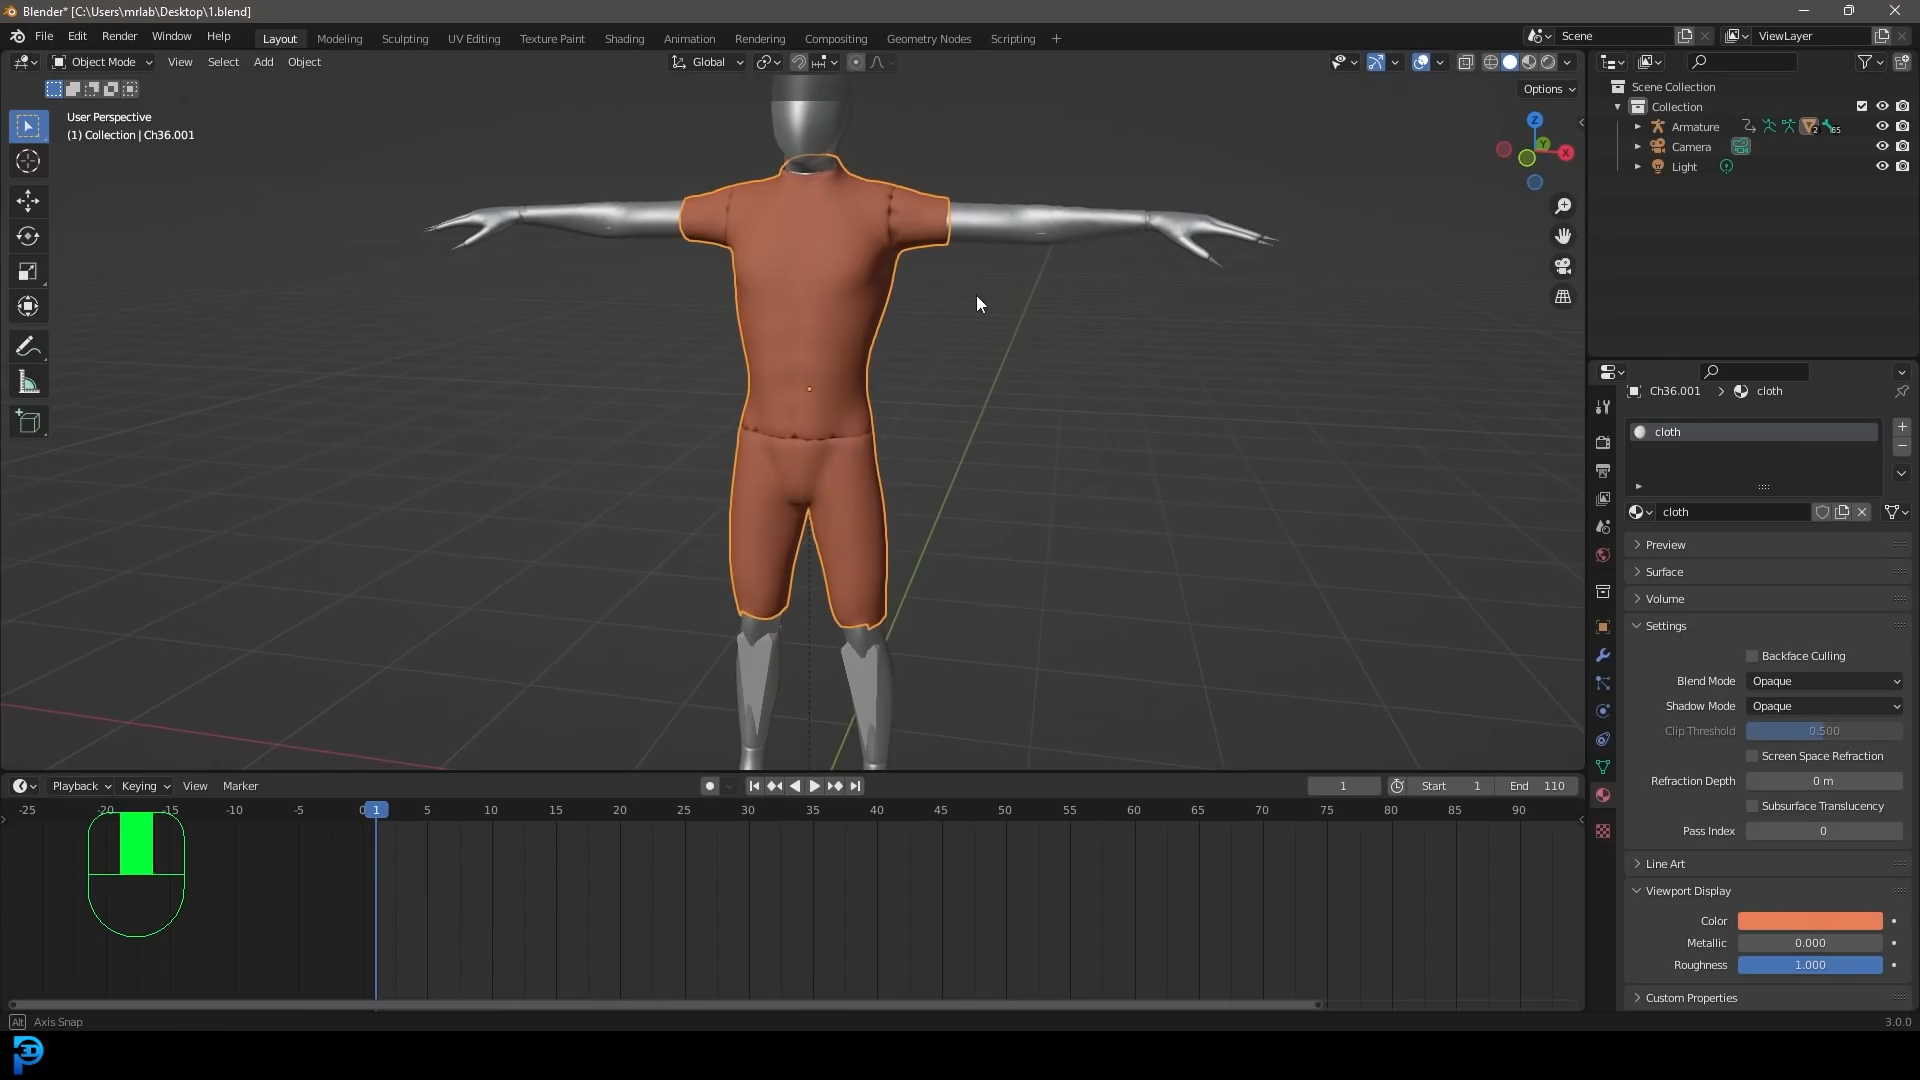 Blender* [C:\Users\mrlab\Desktop\1.blend]
File Edit Render Window Help Layout Modeling Sculpting UV Editing Texture Paint Shading Animation Rendering Compositing Geometry Nodes Scripting + Scene ViewLayer
Object Mode View Select Add Object Global
Options
User Perspective
(1) Collection | Ch36.001
Z
Y
X
Scene Collection
Collection
Armature 2 65
Camera
Light
Ch36.001 > cloth
cloth
cloth
Preview
Surface
Volume
Settings
Backface Culling
Blend Mode Opaque
Shadow Mode Opaque
Clip Threshold 0.500
Screen Space Refraction
Refraction Depth 0 m
Subsurface Translucency
Pass Index 0
Line Art
Viewport Display
Color
Metallic 0.000
Roughness 1.000
Custom Properties
Playback Keying View Marker 1 Start 1 End 110
-25 -20 -15 -10 -5 0 1 5 10 15 20 25 30 35 40 45 50 55 60 65 70 75 80 85 90
Alt Axis Snap 3.0.0
3D